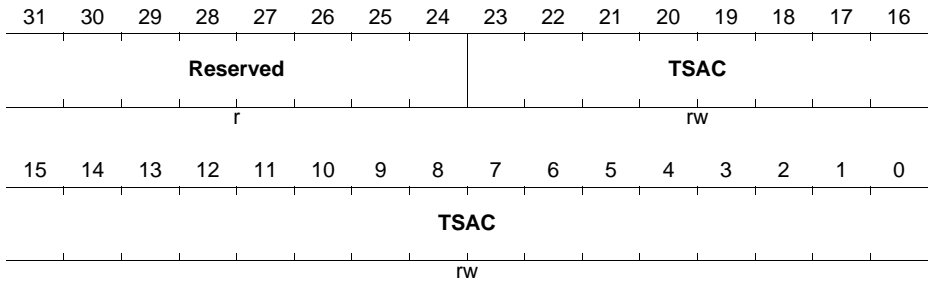 31 30 29 28 27 26 25 24 23 22 21 20 19 18 17 16
Reserved TSAC
r rw
15 14 13 12 11 10 9 8 7 6 5 4 3 2 1 0
TSAC
rw